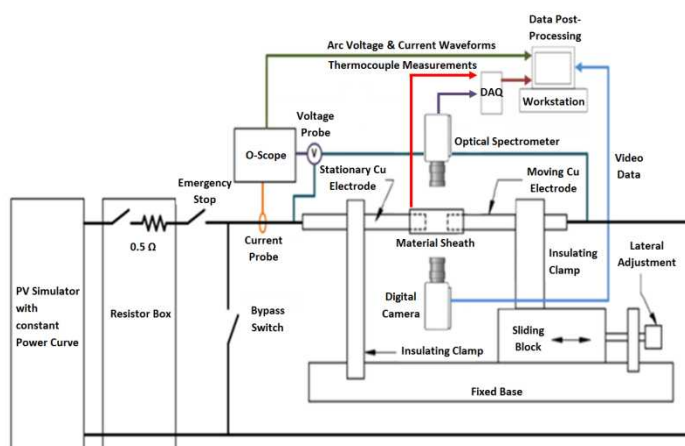 Data Post-
Processing
Arc Voltage & Current Waveforms
Thermocouple Measurements
DAQ
Workstation
Voltage
Probe
V
O-Scope
Optical Spectrometer
Video
Data
Stationary Cu
Electrode
Moving Cu
Electrode
Emergency
Stop
0.5 Ω
Current
Probe
Material Sheath
Insulating
Clamp
Lateral
Adjustment
PV Simulator
with
constant
Power Curve
Resistor Box
Bypass
Switch
Digital
Camera
Sliding
Block
Insulating Clamp
Fixed Base